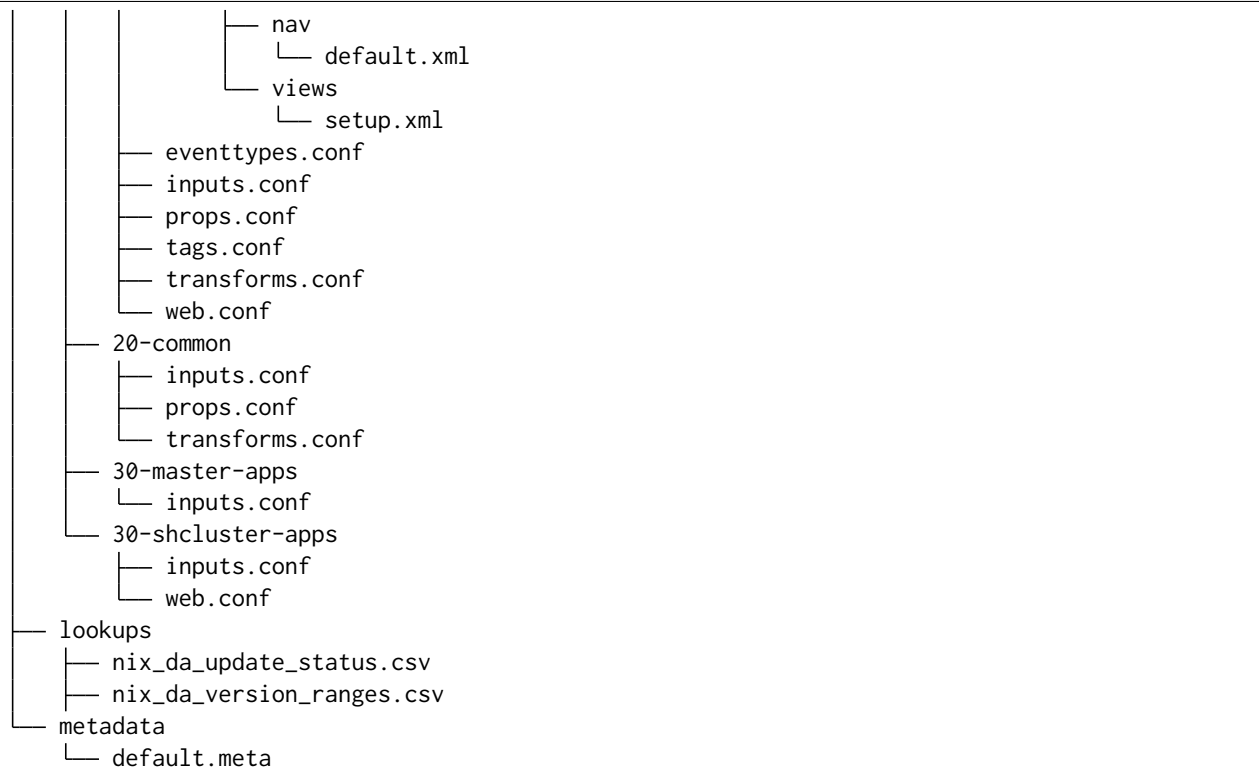 │   │   │       ├── nav
│   │   │       │   └── default.xml
│   │   │       └── views
│   │   │           └── setup.xml
│   │   ├── eventtypes.conf
│   │   ├── inputs.conf
│   │   ├── props.conf
│   │   ├── tags.conf
│   │   ├── transforms.conf
│   │   └── web.conf
│   ├── 20-common
│   │   ├── inputs.conf
│   │   ├── props.conf
│   │   └── transforms.conf
│   ├── 30-master-apps
│   │   └── inputs.conf
│   └── 30-shcluster-apps
│       ├── inputs.conf
│       └── web.conf
├── lookups
│   ├── nix_da_update_status.csv
│   ├── nix_da_version_ranges.csv
└── metadata
    └── default.meta